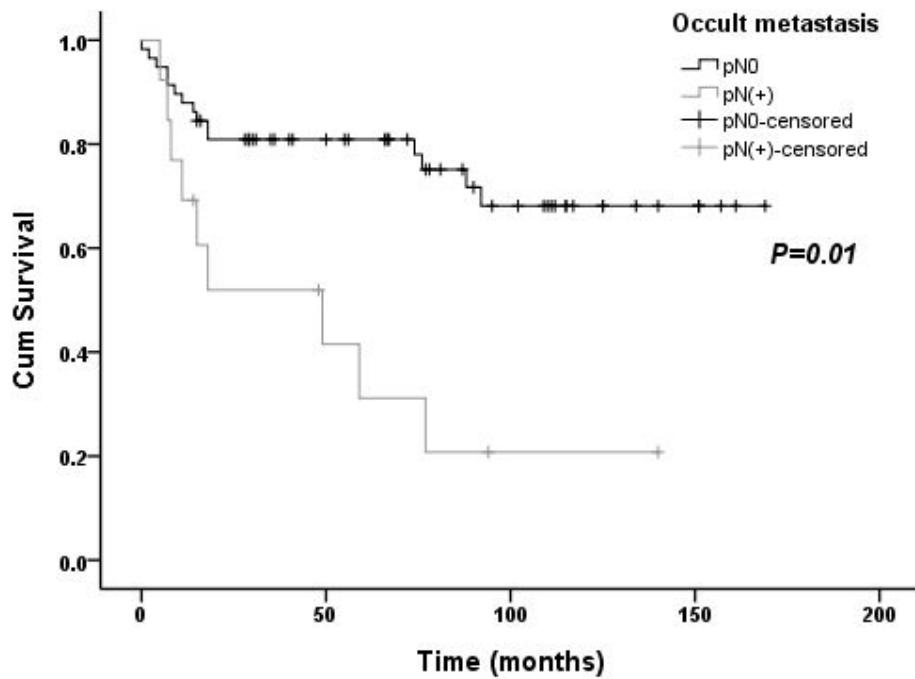 Occult metastasis
pN0
pN(+)
pN0-censored
pN(+)-censored
1.0
0.8
0.6
0.4
0.2
0.0
Cum Survival
P=0.01
0 50 100 150 200
Time (months)